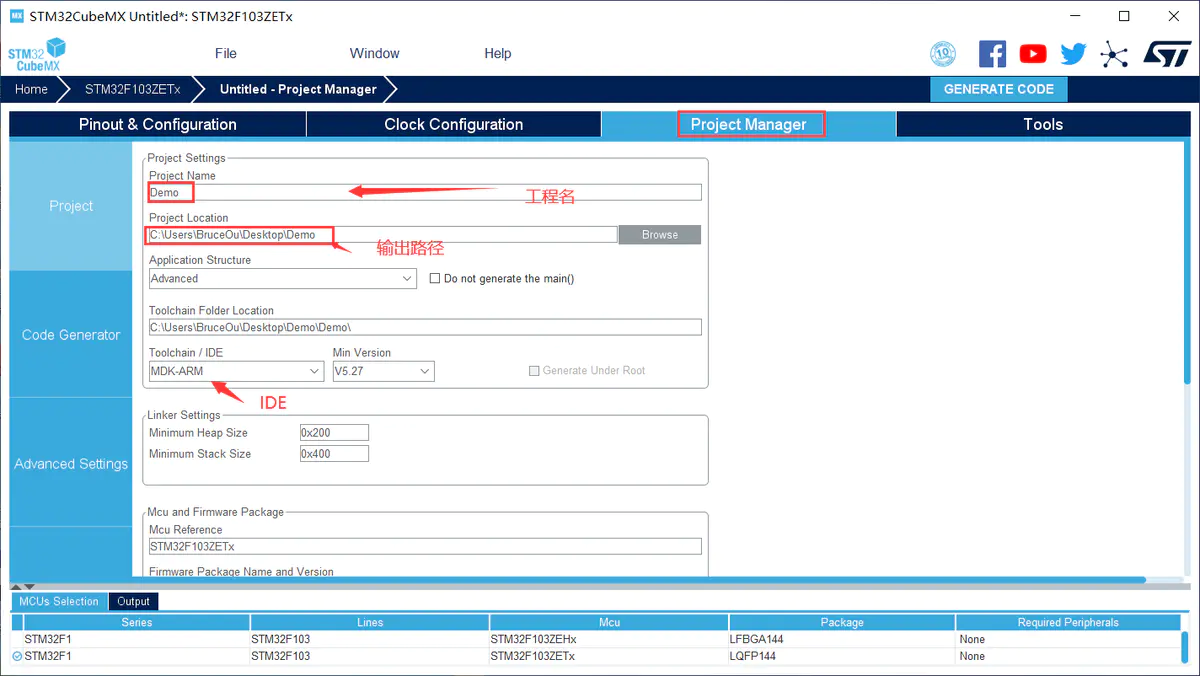 MX STM32CubeMX Untitled*: STM32F103ZETx
STM32 CubeMX File Window Help 10 ST
Home STM32F103ZETx Untitled - Project Manager GENERATE CODE
Pinout & Configuration Clock Configuration Project Manager Tools
Project
Code Generator
Advanced Settings
Project Settings
Project Name
Demo
工程名
Project Location
C:\Users\BruceOu\Desktop\Demo Browse
输出路径
Application Structure
Advanced Do not generate the main()
Toolchain Folder Location
C:\Users\BruceOu\Desktop\Demo\Demo\
Toolchain / IDE Min Version
MDK-ARM V5.27 Generate Under Root
IDE
Linker Settings
Minimum Heap Size 0x200
Minimum Stack Size 0x400
Mcu and Firmware Package
Mcu Reference
STM32F103ZETx
Firmware Package Name and Version
MCUs Selection Output
Series Lines Mcu Package Required Peripherals
STM32F1 STM32F103 STM32F103ZEHx LFBGA144 None
STM32F1 STM32F103 STM32F103ZETx LQFP144 None